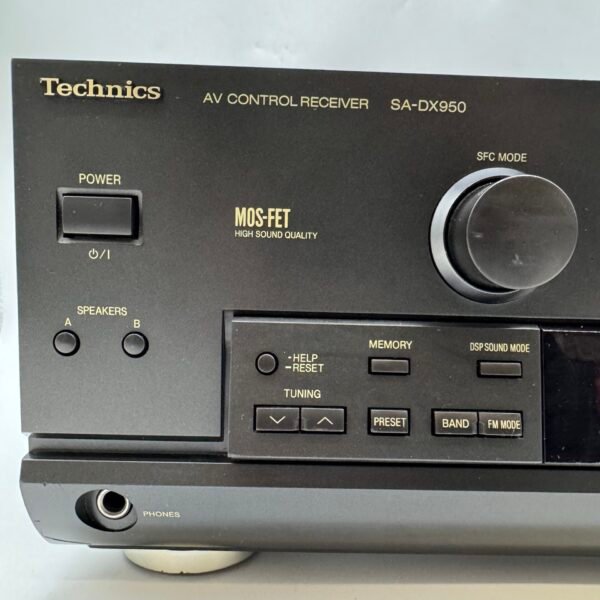 Technics
AV CONTROL RECEIVER SA-DX950
SFC MODE
POWER
⏻/I
MOS-FET
HIGH SOUND QUALITY
SPEAKERS
A B
-HELP
-RESET
MEMORY
DSP SOUND MODE
TUNING
PRESET
BAND
FM MODE
PHONES